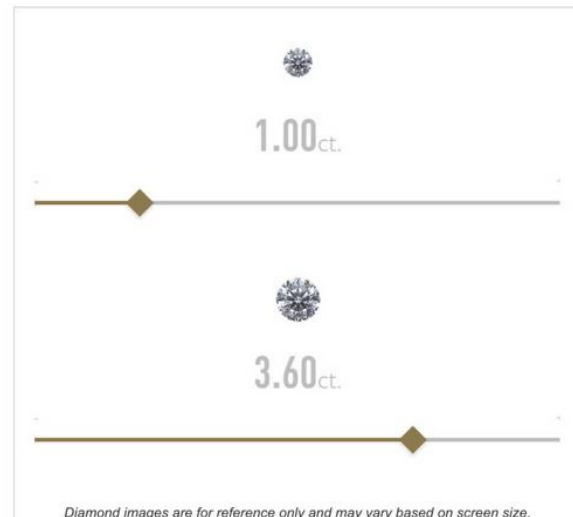 1.00ct.
3.60ct.
Diamond images are for reference only and may vary based on screen size.